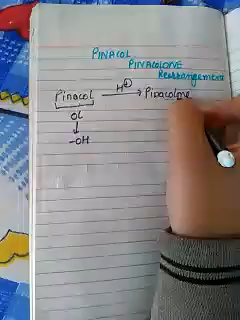 PINACOL
PINACOLONE
Rearrangement
Pinacol H⊕ → Pinacolone
OL
↓
-OH